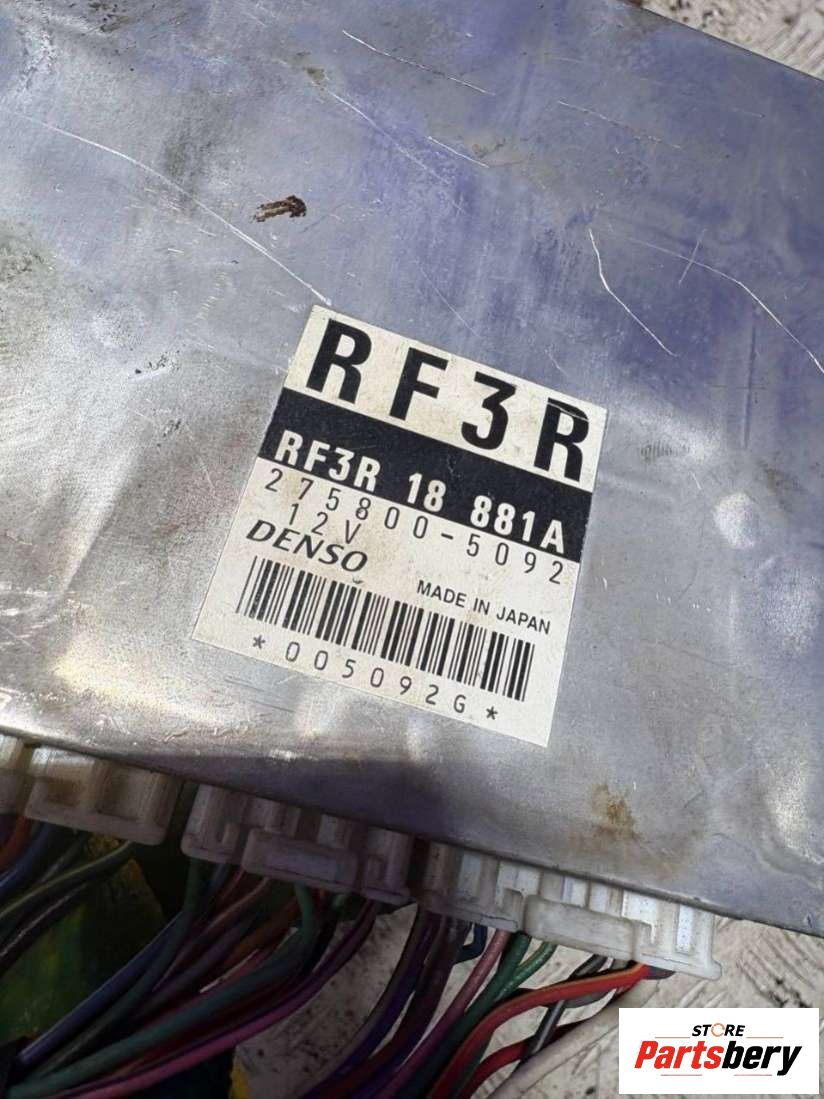 RF3R
RF3R 18 881A
275800-5092
12V
DENSO
MADE IN JAPAN
*005092G*
STORE
Partsbery